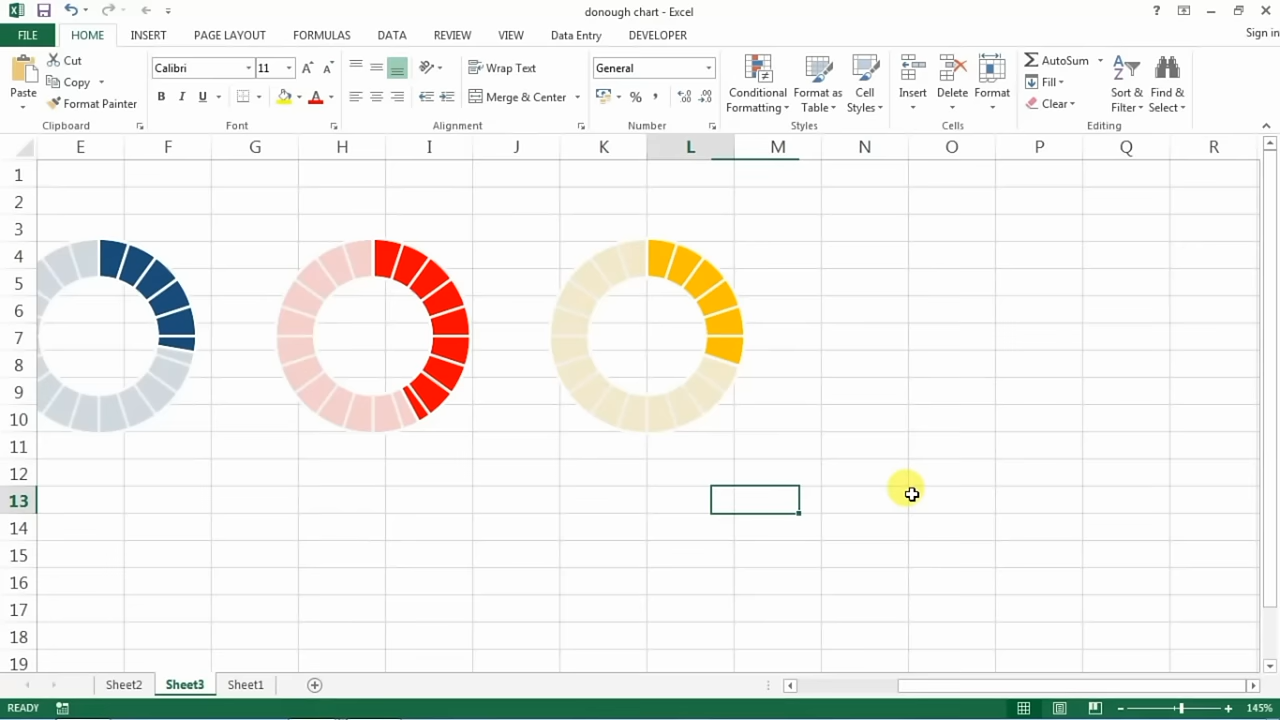 donough chart - Excel
Sign in
FILE HOME INSERT PAGE LAYOUT FORMULAS DATA REVIEW VIEW Data Entry DEVELOPER
Paste
Cut
Copy
Format Painter
Clipboard
Calibri 11
B I U
Font
Wrap Text
Merge & Center
Alignment
General
%
Number
Conditional Formatting
Format as Table
Cell Styles
Styles
Insert Delete Format
Cells
AutoSum
Fill
Clear
Sort & Filter
Find & Select
Editing
E F G H I J K L M N O P Q R
1
2
3
4
5
6
7
8
9
10
11
12
13
14
15
16
17
18
19
Sheet2 Sheet3 Sheet1
READY
145%